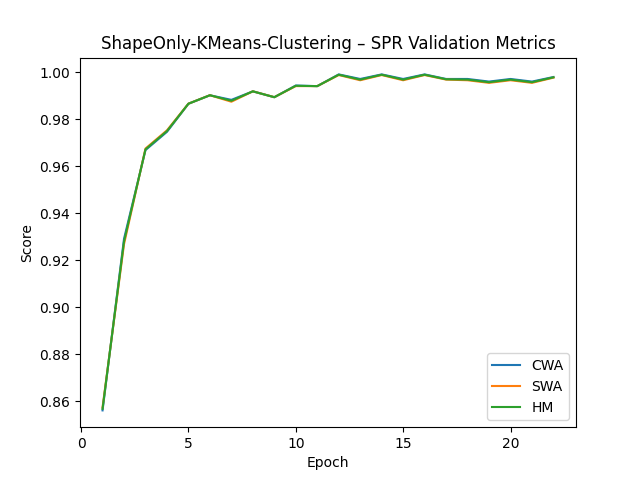 ShapeOnly-KMeans-Clustering – SPR Validation Metrics
1.00
0.98
0.96
0.94
0.92
0.90
0.88
0.86
Score
0 5 10 15 20
Epoch
CWA
SWA
HM